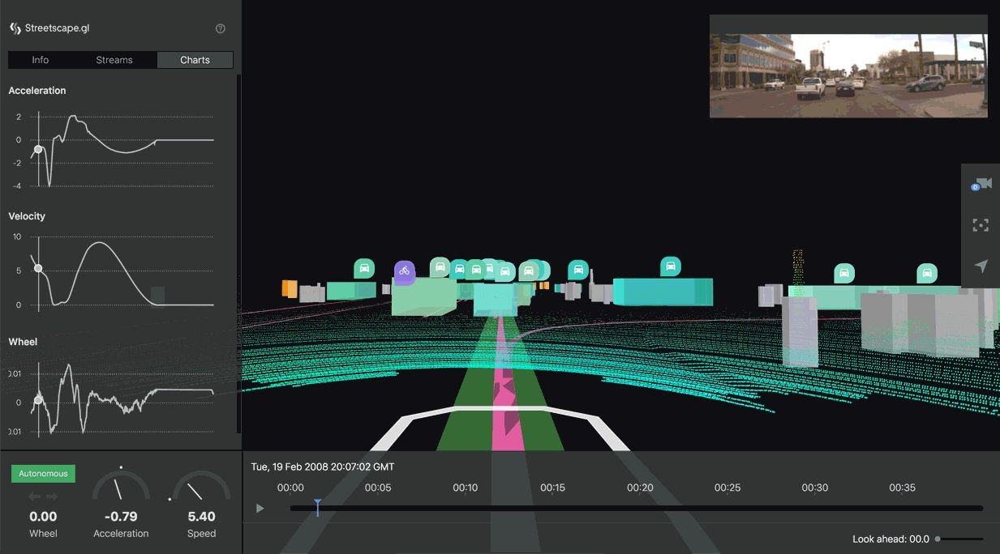 Streetscape.gl
Info Streams Charts
Acceleration
2
0
-2
-4
Velocity
10
5
0
Wheel
0.01
0
0.01
Autonomous
0.00 -0.79 5.40
Wheel Acceleration Speed
Tue, 19 Feb 2008 20:07:02 GMT
00:00 00:05 00:10 00:15 00:20 00:25 00:30 00:35
Look ahead: 00.0
0